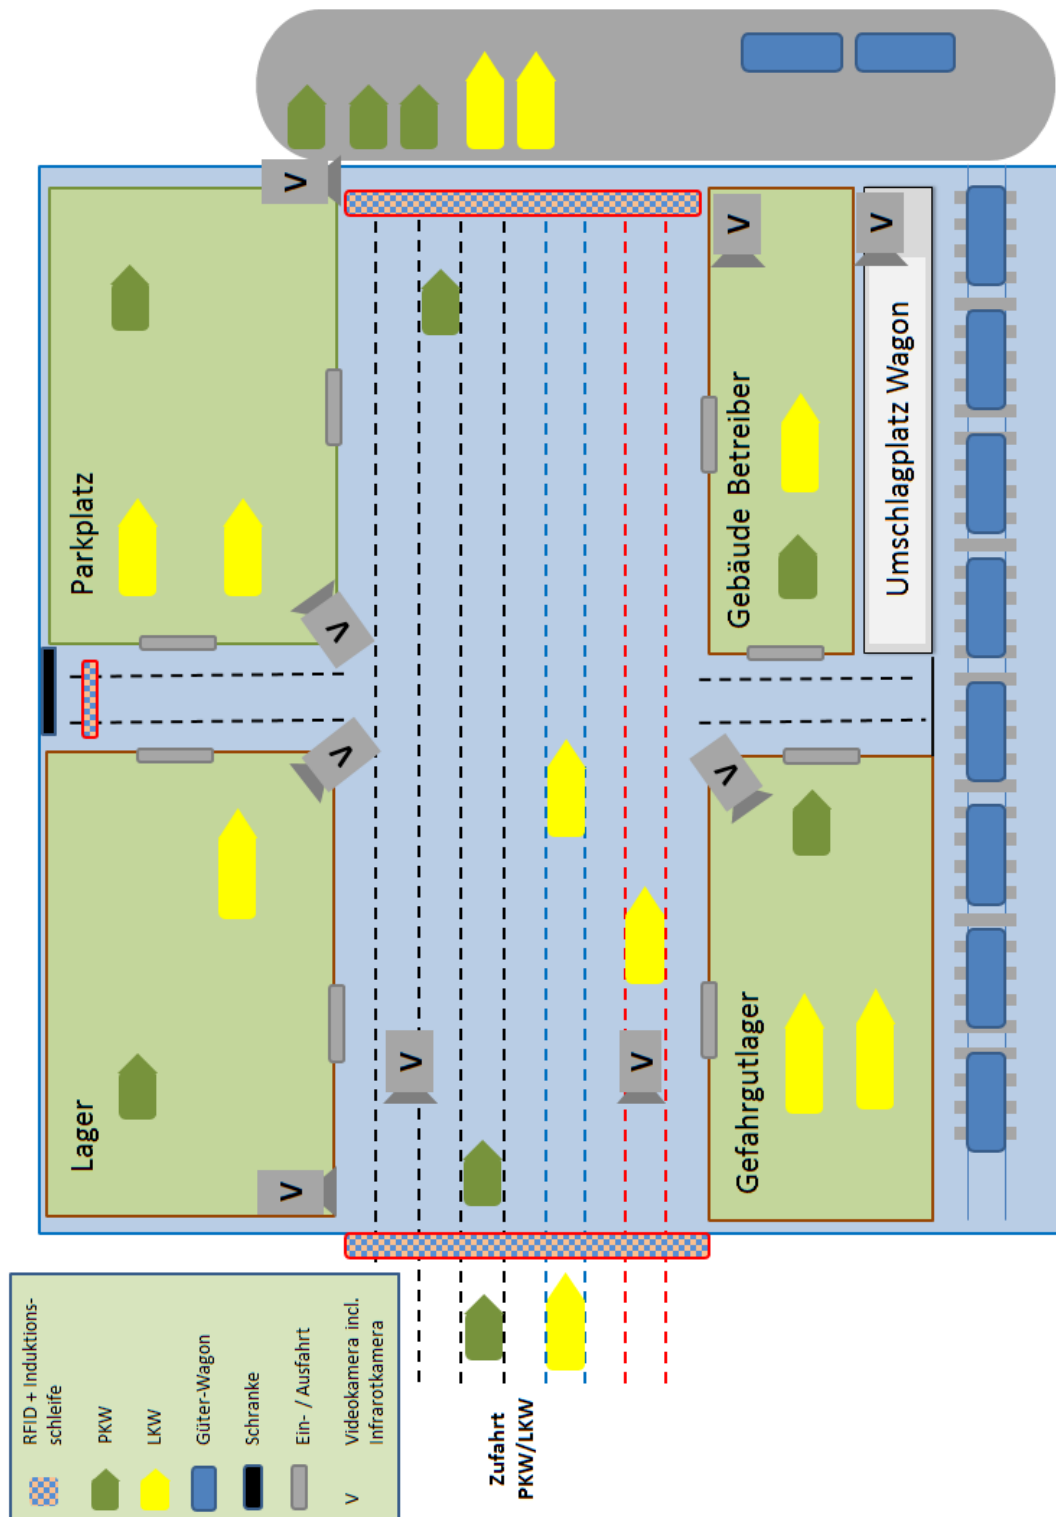 Parkplatz
Lager
Gebäude Betreiber
Umschlagplatz Wagon
Gefahrgutlager
V
V
V
V
V
V
V
V
V
Zufahrt
PKW/LKW
RFID + Induktions-
schleife
PKW
LKW
Güter-Wagon
Schranke
Ein- / Ausfahrt
V
Videokamera incl.
Infrarotkamera